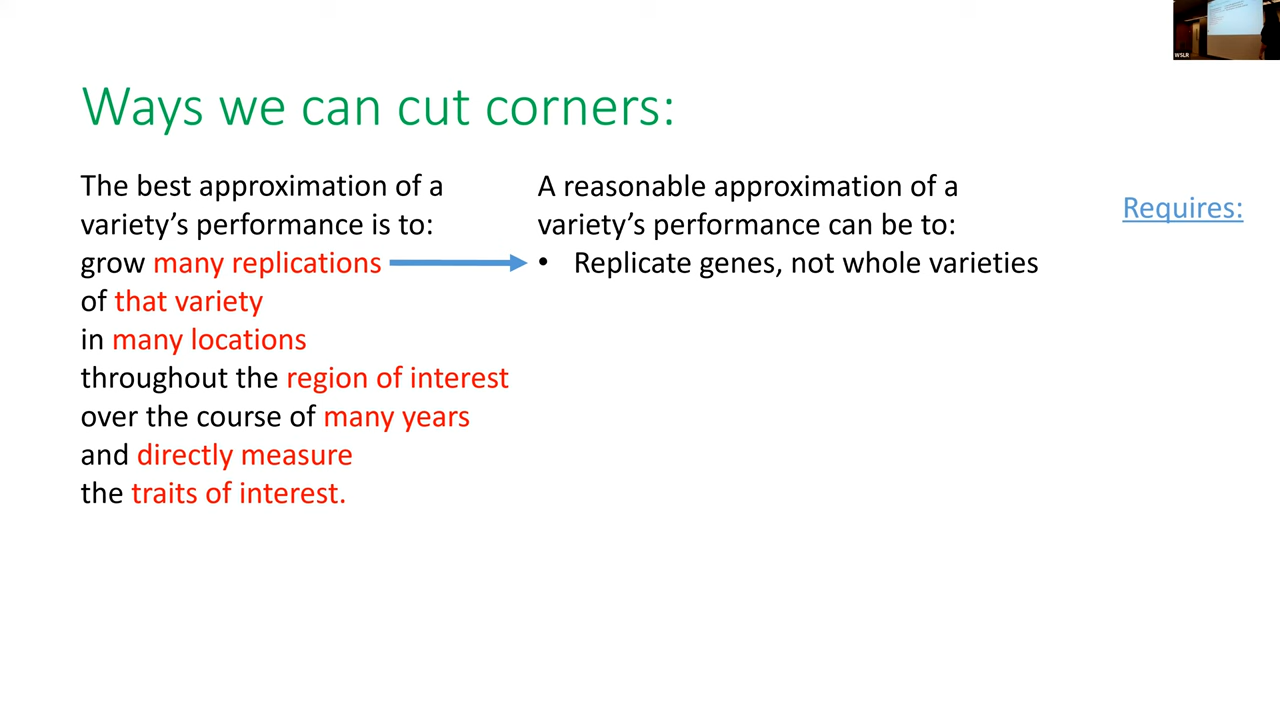 Ways we can cut corners:
The best approximation of a
variety's performance is to:
grow many replications
of that variety
in many locations
throughout the region of interest
over the course of many years
and directly measure
the traits of interest.
A reasonable approximation of a
variety's performance can be to:
• Replicate genes, not whole varieties
Requires:
WSLR